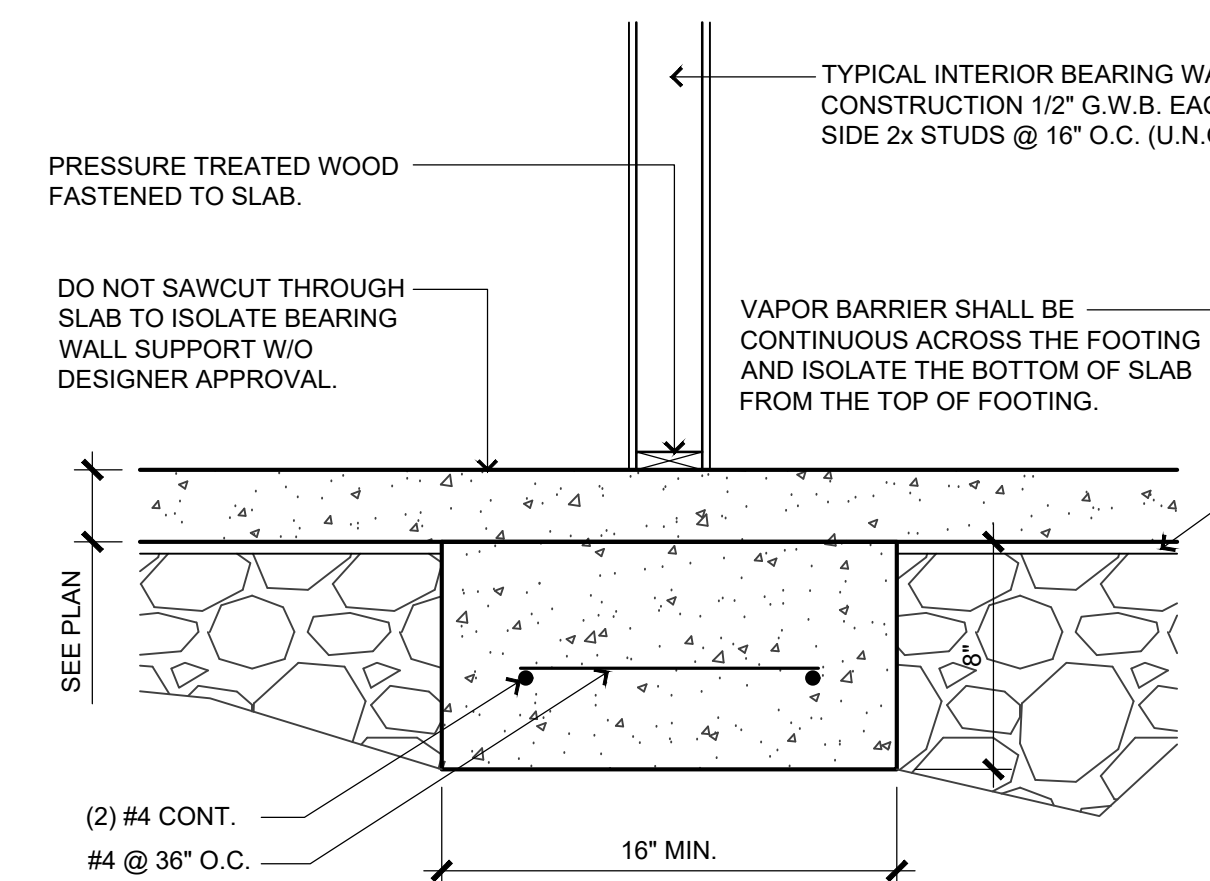 TYPICAL INTERIOR BEARING
CONSTRUCTION 1/2" G.W.B.
SIDE 2x STUDS @ 16" O.C.
PRESSURE TREATED WOOD
FASTENED TO SLAB.
DO NOT SAWCUT THROUGH
SLAB TO ISOLATE BEARING
WALL SUPPORT W/O
DESIGNER APPROVAL.
VAPOR BARRIER SHALL BE
CONTINUOUS ACROSS THE FOOTING
AND ISOLATE THE BOTTOM OF SLAB
FROM THE TOP OF FOOTING.
SEE PLAN
8"
(2) #4 CONT.
#4 @ 36" O.C.
16" MIN.